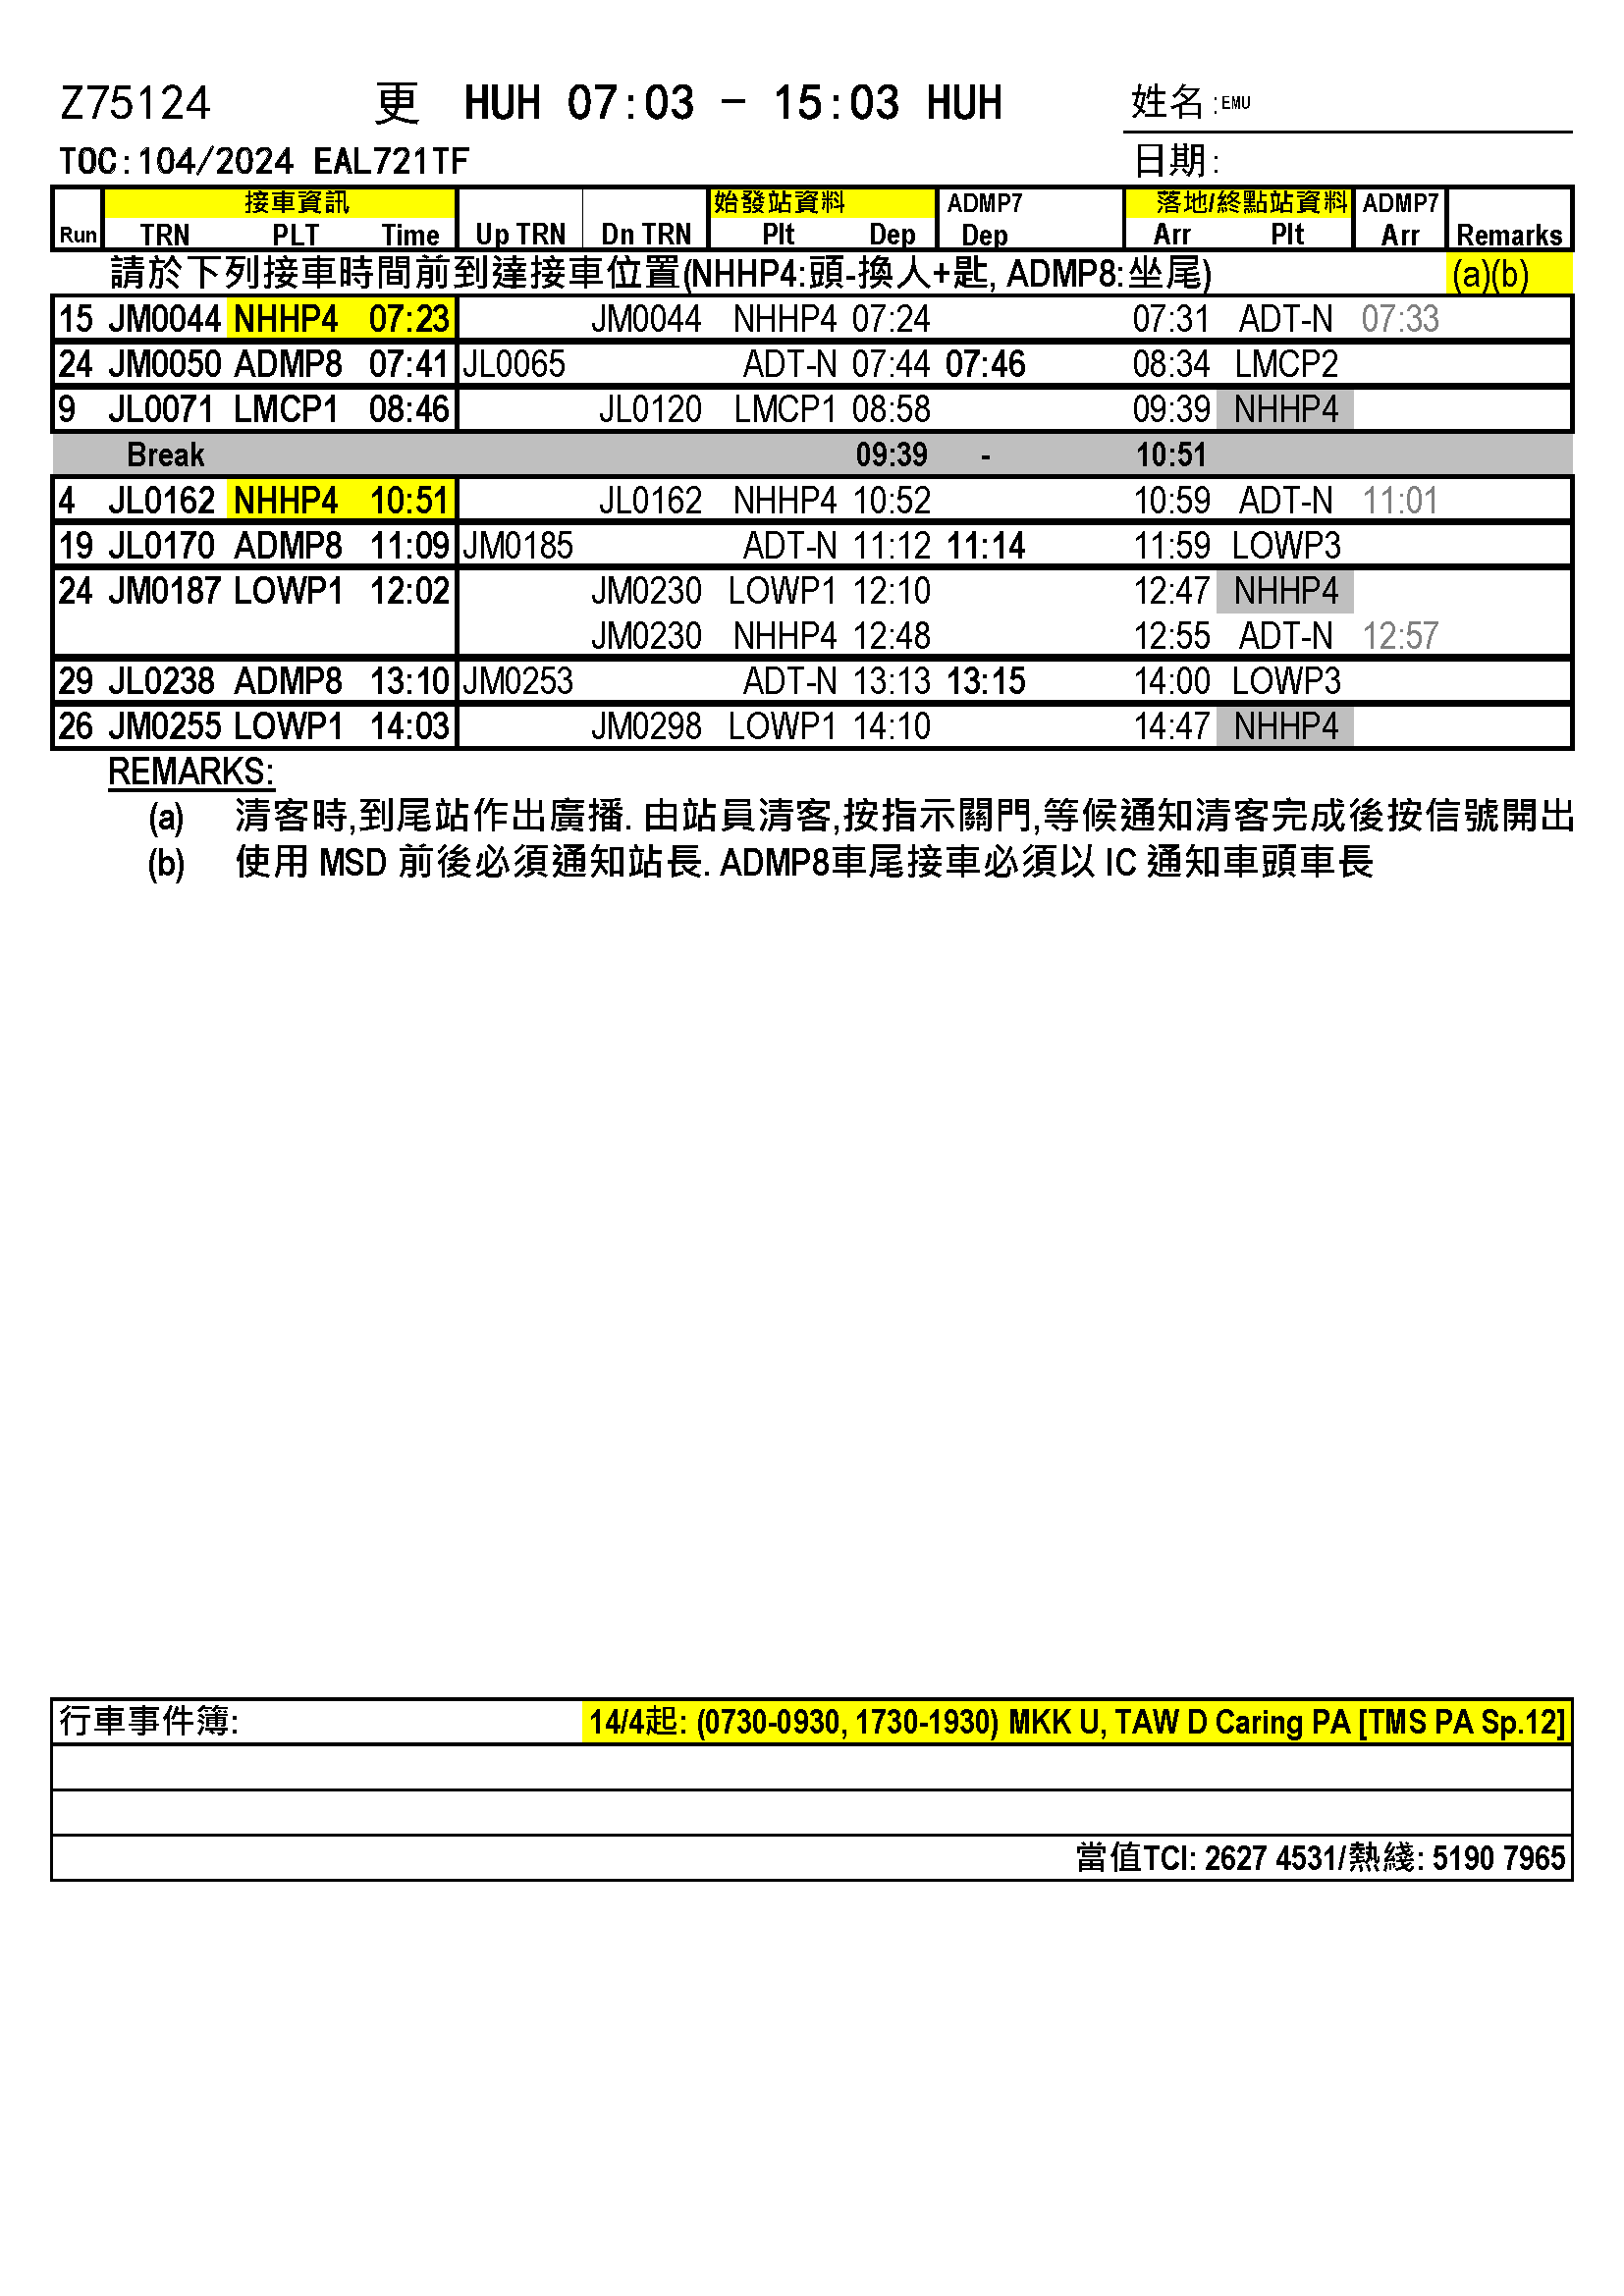 Z75124 更 HUH 07:03 - 15:03 HUH 姓名:EMU
TOC:104/2024 EAL721TF 日期:
接車資訊 始發站資料 ADMP7 落地/終點站資料 ADMP7
Run TRN PLT Time Up TRN Dn TRN Plt Dep Dep Arr Plt Arr Remarks
請於下列接車時間前到達接車位置(NHHP4:頭-換人+匙, ADMP8:坐尾) (a)(b)
15 JM0044 NHHP4 07:23 JM0044 NHHP4 07:24 07:31 ADT-N 07:33
24 JM0050 ADMP8 07:41 JL0065 ADT-N 07:44 07:46 08:34 LMCP2
9 JL0071 LMCP1 08:46 JL0120 LMCP1 08:58 09:39 NHHP4
Break 09:39 - 10:51
4 JL0162 NHHP4 10:51 JL0162 NHHP4 10:52 10:59 ADT-N 11:01
19 JL0170 ADMP8 11:09 JM0185 ADT-N 11:12 11:14 11:59 LOWP3
24 JM0187 LOWP1 12:02 JM0230 LOWP1 12:10 12:47 NHHP4
JM0230 NHHP4 12:48 12:55 ADT-N 12:57
29 JL0238 ADMP8 13:10 JM0253 ADT-N 13:13 13:15 14:00 LOWP3
26 JM0255 LOWP1 14:03 JM0298 LOWP1 14:10 14:47 NHHP4
REMARKS:
(a) 清客時,到尾站作出廣播. 由站員清客,按指示關門,等候通知清客完成後按信號開出
(b) 使用 MSD 前後必須通知站長. ADMP8車尾接車必須以 IC 通知車頭車長
行車事件簿: 14/4起: (0730-0930, 1730-1930) MKK U, TAW D Caring PA [TMS PA Sp.12]
當值TCI: 2627 4531/熱綫: 5190 7965